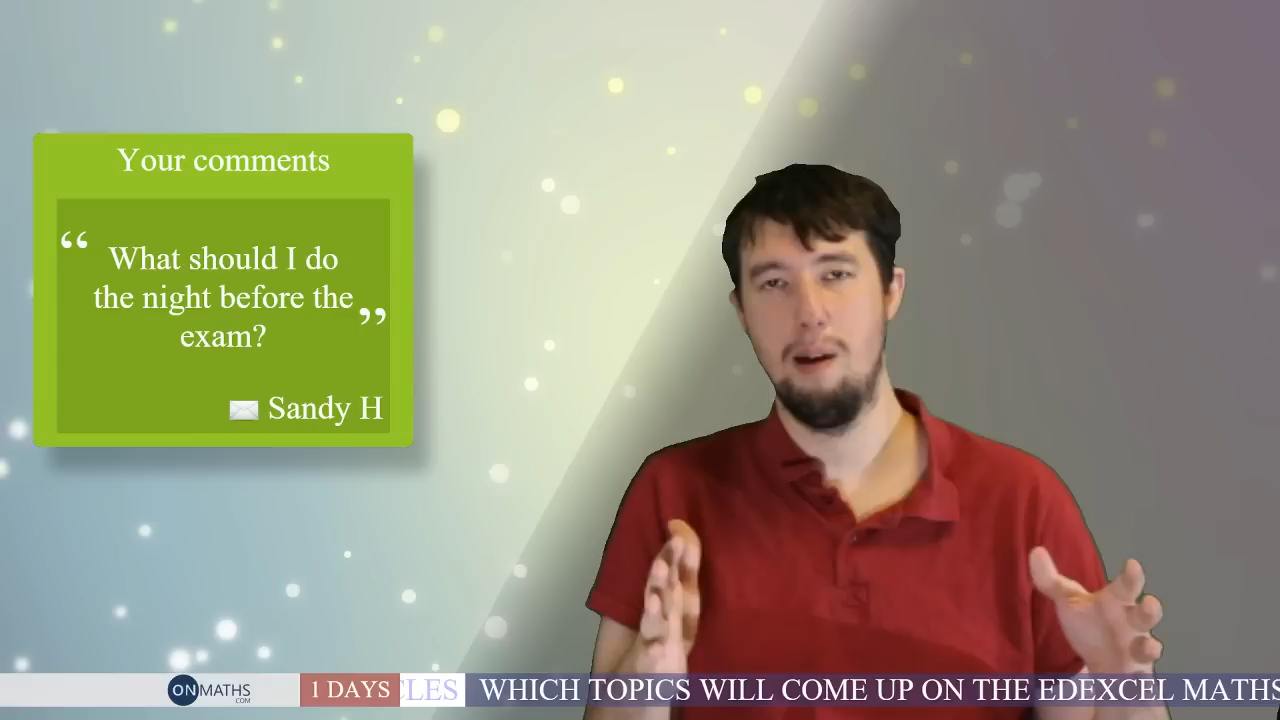 Your comments
“ What should I do
the night before the ”
exam?
Sandy H
ONMATHS
.COM
1 DAYS
CLES
WHICH TOPICS WILL COME UP ON THE EDEXCEL MATHS